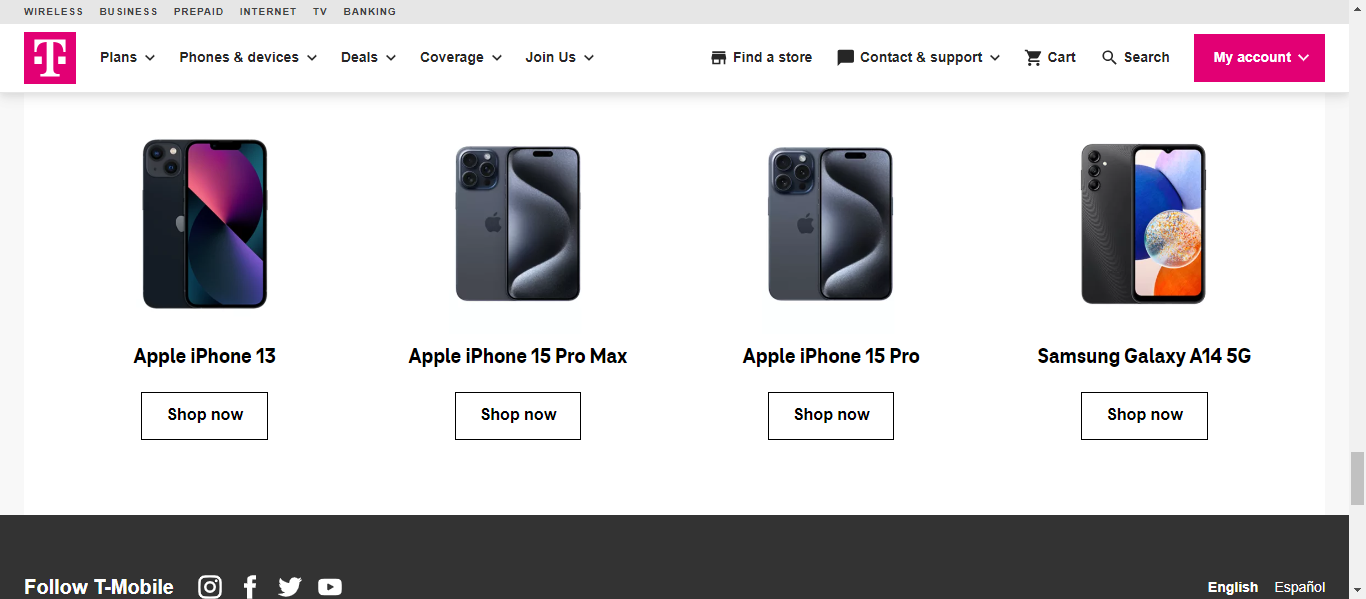 WIRELESS BUSINESS PREPAID INTERNET TV BANKING
T Plans Phones & devices Deals Coverage Join Us Find a store Contact & support Cart Search My account
Apple iPhone 13 Apple iPhone 15 Pro Max Apple iPhone 15 Pro Samsung Galaxy A14 5G
Shop now Shop now Shop now Shop now
Follow T-Mobile English Español